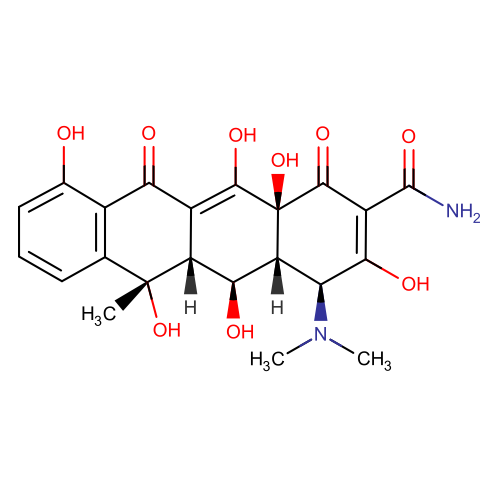 OH O OH OH O O
NH₂
OH
H₃C OH H OH H N
H₃C CH₃